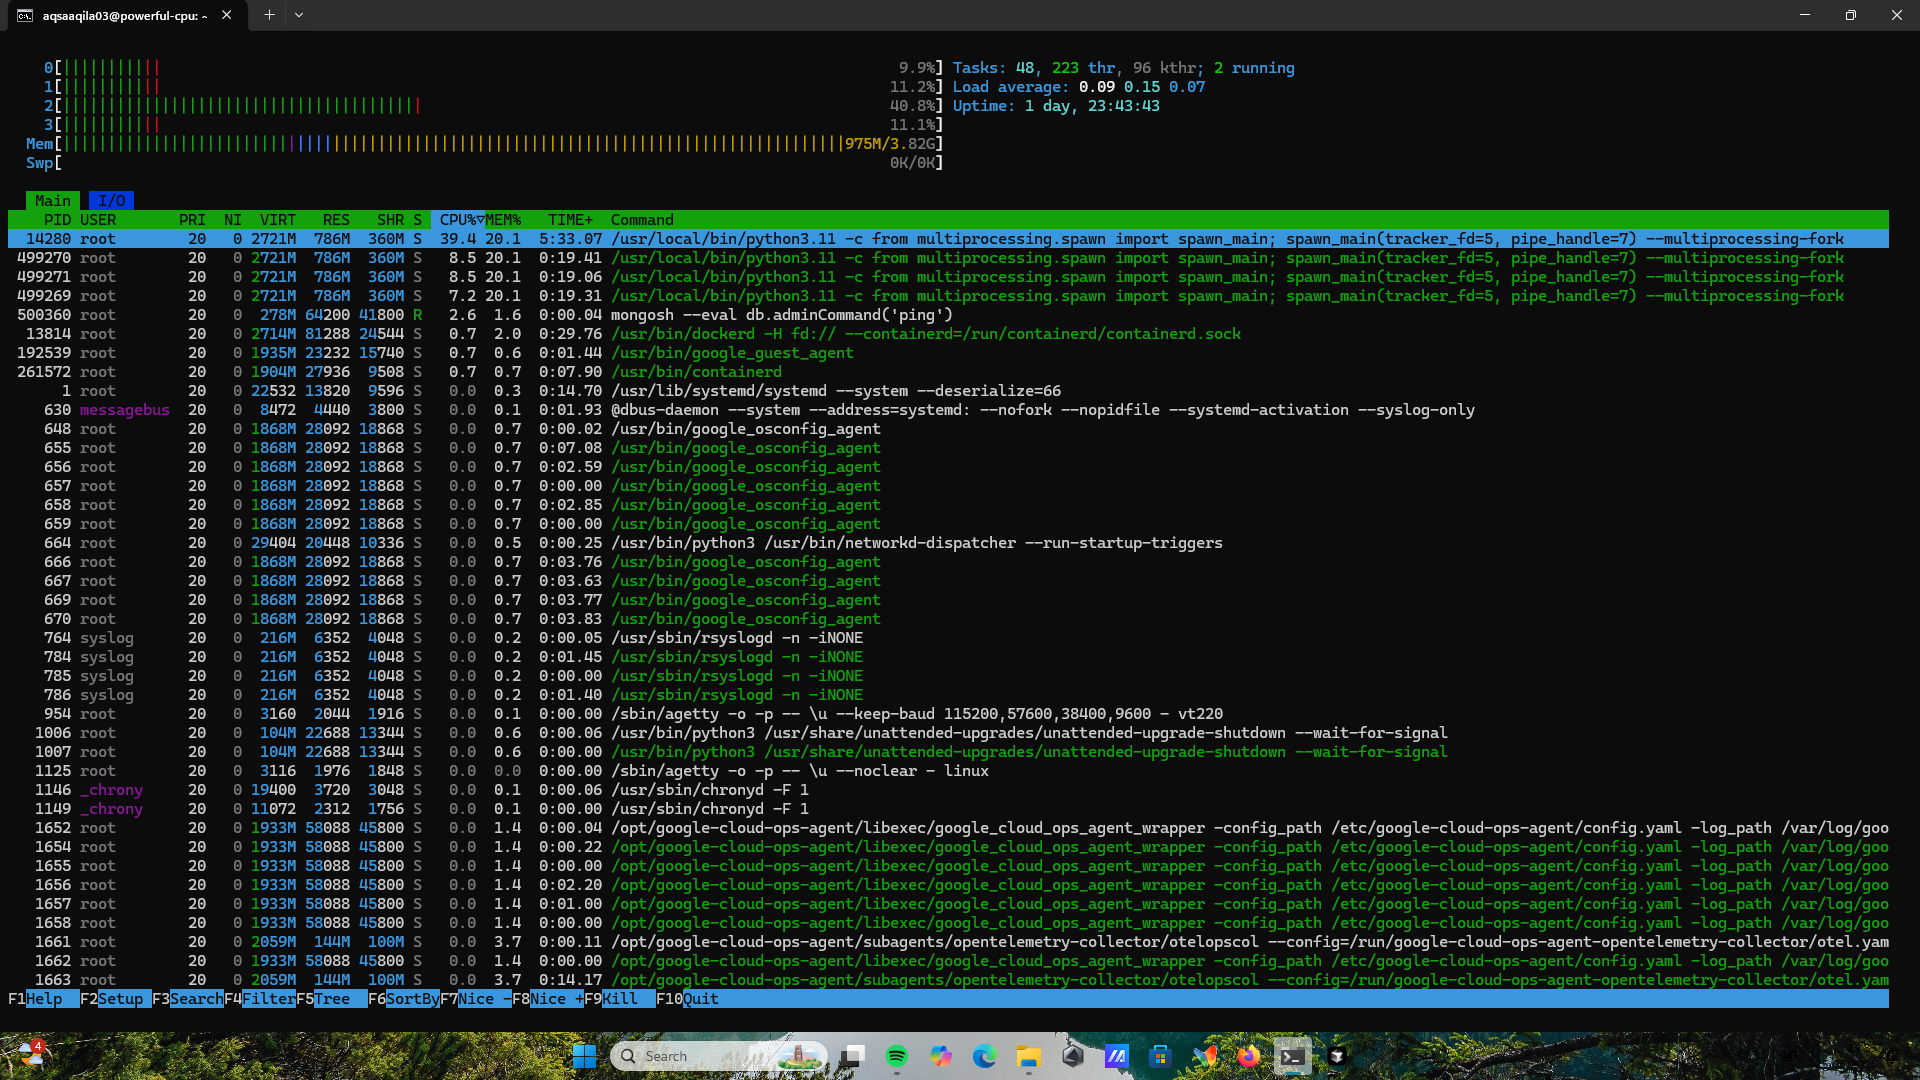 aqsaaqila03@powerful-cpu: ~
0[ 9.9%] Tasks: 48, 223 thr, 96 kthr; 2 running
1[ 11.2%] Load average: 0.09 0.15 0.07
2[ 40.8%] Uptime: 1 day, 23:43:43
3[ 11.1%]
Mem[ 975M/3.82G]
Swp[ 0K/0K]
Main I/O
PID USER PRI NI VIRT RES SHR S CPU%▽MEM% TIME+ Command
14280 root 20 0 2721M 786M 360M S 39.4 20.1 5:33.07 /usr/local/bin/python3.11 -c from multiprocessing.spawn import spawn_main; spawn_main(tracker_fd=5, pipe_handle=7) --multiprocessing-fork
499270 root 20 0 2721M 786M 360M S 8.5 20.1 0:19.41 /usr/local/bin/python3.11 -c from multiprocessing.spawn import spawn_main; spawn_main(tracker_fd=5, pipe_handle=7) --multiprocessing-fork
499271 root 20 0 2721M 786M 360M S 8.5 20.1 0:19.06 /usr/local/bin/python3.11 -c from multiprocessing.spawn import spawn_main; spawn_main(tracker_fd=5, pipe_handle=7) --multiprocessing-fork
499269 root 20 0 2721M 786M 360M S 7.2 20.1 0:19.31 /usr/local/bin/python3.11 -c from multiprocessing.spawn import spawn_main; spawn_main(tracker_fd=5, pipe_handle=7) --multiprocessing-fork
500360 root 20 0 278M 64200 41800 R 2.6 1.6 0:00.04 mongosh --eval db.adminCommand('ping')
13814 root 20 0 2714M 81288 24544 S 0.7 2.0 0:29.76 /usr/bin/dockerd -H fd:// --containerd=/run/containerd/containerd.sock
192539 root 20 0 1935M 23232 15740 S 0.7 0.6 0:01.44 /usr/bin/google_guest_agent
261572 root 20 0 1904M 27936 9508 S 0.7 0.7 0:07.90 /usr/bin/containerd
1 root 20 0 22532 13820 9596 S 0.0 0.3 0:14.70 /usr/lib/systemd/systemd --system --deserialize=66
630 messagebus 20 0 8472 4440 3800 S 0.0 0.1 0:01.93 @dbus-daemon --system --address=systemd: --nofork --nopidfile --systemd-activation --syslog-only
648 root 20 0 1868M 28092 18868 S 0.0 0.7 0:00.02 /usr/bin/google_osconfig_agent
655 root 20 0 1868M 28092 18868 S 0.0 0.7 0:07.08 /usr/bin/google_osconfig_agent
656 root 20 0 1868M 28092 18868 S 0.0 0.7 0:02.59 /usr/bin/google_osconfig_agent
657 root 20 0 1868M 28092 18868 S 0.0 0.7 0:00.00 /usr/bin/google_osconfig_agent
658 root 20 0 1868M 28092 18868 S 0.0 0.7 0:02.85 /usr/bin/google_osconfig_agent
659 root 20 0 1868M 28092 18868 S 0.0 0.7 0:00.00 /usr/bin/google_osconfig_agent
664 root 20 0 29404 20448 10336 S 0.0 0.5 0:00.25 /usr/bin/python3 /usr/bin/networkd-dispatcher --run-startup-triggers
666 root 20 0 1868M 28092 18868 S 0.0 0.7 0:03.76 /usr/bin/google_osconfig_agent
667 root 20 0 1868M 28092 18868 S 0.0 0.7 0:03.63 /usr/bin/google_osconfig_agent
669 root 20 0 1868M 28092 18868 S 0.0 0.7 0:03.77 /usr/bin/google_osconfig_agent
670 root 20 0 1868M 28092 18868 S 0.0 0.7 0:03.83 /usr/bin/google_osconfig_agent
764 syslog 20 0 216M 6352 4048 S 0.0 0.2 0:00.05 /usr/sbin/rsyslogd -n -iNONE
784 syslog 20 0 216M 6352 4048 S 0.0 0.2 0:01.45 /usr/sbin/rsyslogd -n -iNONE
785 syslog 20 0 216M 6352 4048 S 0.0 0.2 0:00.00 /usr/sbin/rsyslogd -n -iNONE
786 syslog 20 0 216M 6352 4048 S 0.0 0.2 0:01.40 /usr/sbin/rsyslogd -n -iNONE
954 root 20 0 3160 2044 1916 S 0.0 0.1 0:00.00 /sbin/agetty -o -p -- \u --keep-baud 115200,57600,38400,9600 - vt220
1006 root 20 0 104M 22688 13344 S 0.0 0.6 0:00.06 /usr/bin/python3 /usr/share/unattended-upgrades/unattended-upgrade-shutdown --wait-for-signal
1007 root 20 0 104M 22688 13344 S 0.0 0.6 0:00.00 /usr/bin/python3 /usr/share/unattended-upgrades/unattended-upgrade-shutdown --wait-for-signal
1125 root 20 0 3116 1976 1848 S 0.0 0.0 0:00.00 /sbin/agetty -o -p -- \u --noclear - linux
1146 _chrony 20 0 19400 3720 3048 S 0.0 0.1 0:00.06 /usr/sbin/chronyd -F 1
1149 _chrony 20 0 11072 2312 1756 S 0.0 0.1 0:00.00 /usr/sbin/chronyd -F 1
1652 root 20 0 1933M 58088 45800 S 0.0 1.4 0:00.04 /opt/google-cloud-ops-agent/libexec/google_cloud_ops_agent_wrapper -config_path /etc/google-cloud-ops-agent/config.yaml -log_path /var/log/goo
1654 root 20 0 1933M 58088 45800 S 0.0 1.4 0:00.22 /opt/google-cloud-ops-agent/libexec/google_cloud_ops_agent_wrapper -config_path /etc/google-cloud-ops-agent/config.yaml -log_path /var/log/goo
1655 root 20 0 1933M 58088 45800 S 0.0 1.4 0:00.00 /opt/google-cloud-ops-agent/libexec/google_cloud_ops_agent_wrapper -config_path /etc/google-cloud-ops-agent/config.yaml -log_path /var/log/goo
1656 root 20 0 1933M 58088 45800 S 0.0 1.4 0:02.20 /opt/google-cloud-ops-agent/libexec/google_cloud_ops_agent_wrapper -config_path /etc/google-cloud-ops-agent/config.yaml -log_path /var/log/goo
1657 root 20 0 1933M 58088 45800 S 0.0 1.4 0:01.00 /opt/google-cloud-ops-agent/libexec/google_cloud_ops_agent_wrapper -config_path /etc/google-cloud-ops-agent/config.yaml -log_path /var/log/goo
1658 root 20 0 1933M 58088 45800 S 0.0 1.4 0:00.00 /opt/google-cloud-ops-agent/libexec/google_cloud_ops_agent_wrapper -config_path /etc/google-cloud-ops-agent/config.yaml -log_path /var/log/goo
1661 root 20 0 2059M 144M 100M S 0.0 3.7 0:00.11 /opt/google-cloud-ops-agent/subagents/opentelemetry-collector/otelopscol --config=/run/google-cloud-ops-agent-opentelemetry-collector/otel.yam
1662 root 20 0 1933M 58088 45800 S 0.0 1.4 0:00.00 /opt/google-cloud-ops-agent/libexec/google_cloud_ops_agent_wrapper -config_path /etc/google-cloud-ops-agent/config.yaml -log_path /var/log/goo
1663 root 20 0 2059M 144M 100M S 0.0 3.7 0:14.17 /opt/google-cloud-ops-agent/subagents/opentelemetry-collector/otelopscol --config=/run/google-cloud-ops-agent-opentelemetry-collector/otel.yam
F1Help F2Setup F3SearchF4FilterF5Tree F6SortByF7Nice -F8Nice +F9Kill F10Quit
4
Search